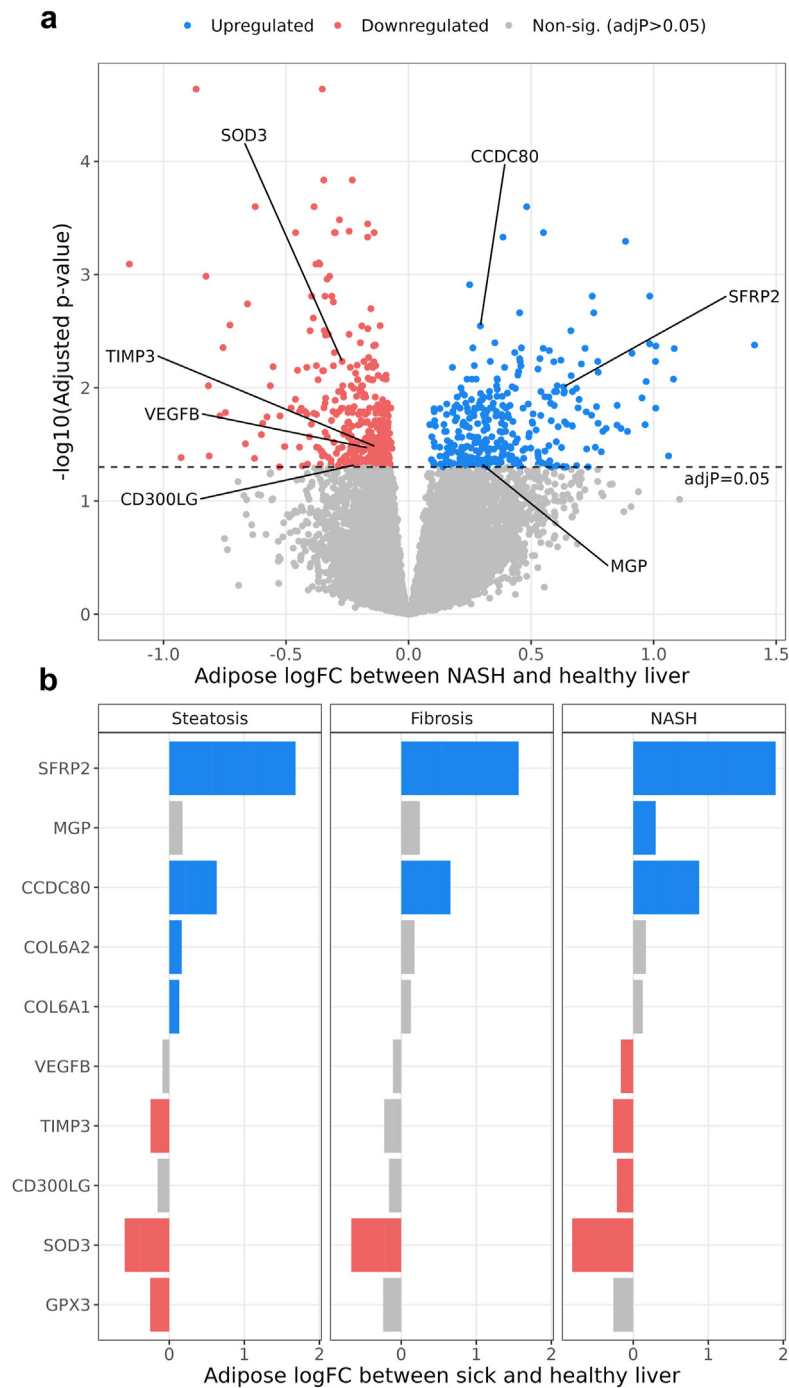 a
Upregulated Downregulated Non-sig. (adjP>0.05)
-log10(Adjusted p-value)
4
3
2
1
0
SOD3
CCDC80
SFRP2
TIMP3
VEGFB
CD300LG
adjP=0.05
MGP
-1.0 -0.5 0.0 0.5 1.0 1.5
Adipose logFC between NASH and healthy liver
b
Steatosis Fibrosis NASH
SFRP2
MGP
CCDC80
COL6A2
COL6A1
VEGFB
TIMP3
CD300LG
SOD3
GPX3
0 1 2 0 1 2 0 1 2
Adipose logFC between sick and healthy liver